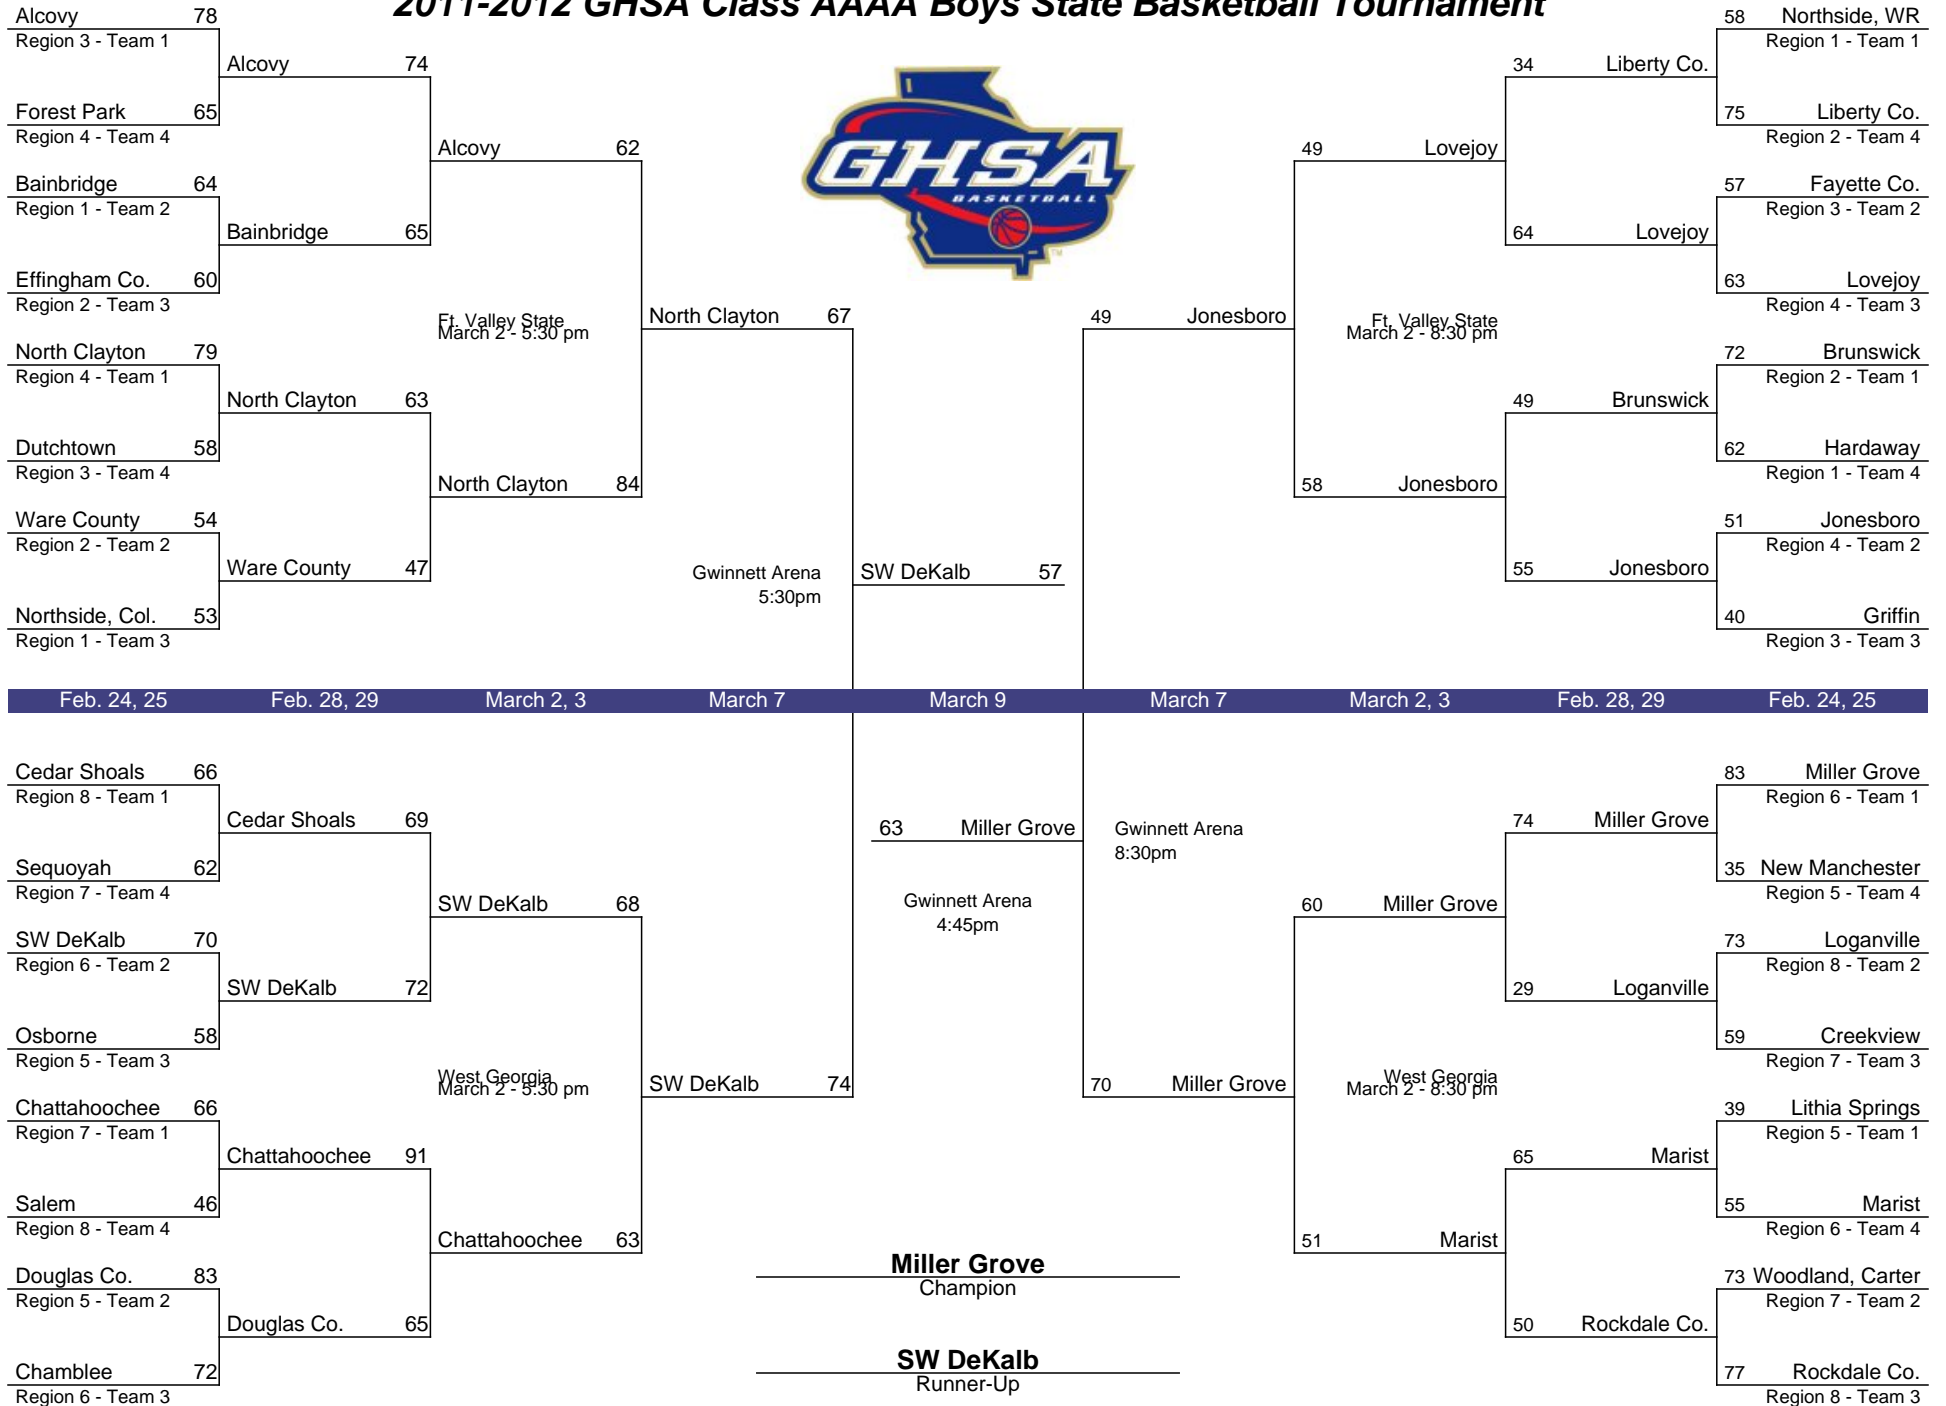 2011-2012 GHSA Class AAAA Boys State Basketball Tournament
Alcovy 78
Region 3 - Team 1
Forest Park 65
Region 4 - Team 4
Bainbridge 64
Region 1 - Team 2
Effingham Co. 60
Region 2 - Team 3
North Clayton 79
Region 4 - Team 1
Dutchtown 58
Region 3 - Team 4
Ware County 54
Region 2 - Team 2
Northside, Col. 53
Region 1 - Team 3
Alcovy 74
Bainbridge 65
North Clayton 63
Ware County 47
Alcovy 62
Ft. Valley State
March 2 - 5:30 pm
North Clayton 84
North Clayton 67
Gwinnett Arena
5:30pm
SW DeKalb 57
GHSA
BASKETBALL
TM
49 Jonesboro
49 Lovejoy
Ft. Valley State
March 2 - 8:30 pm
58 Jonesboro
34 Liberty Co.
64 Lovejoy
49 Brunswick
55 Jonesboro
58 Northside, WR
Region 1 - Team 1
75 Liberty Co.
Region 2 - Team 4
57 Fayette Co.
Region 3 - Team 2
63 Lovejoy
Region 4 - Team 3
72 Brunswick
Region 2 - Team 1
62 Hardaway
Region 1 - Team 4
51 Jonesboro
Region 4 - Team 2
40 Griffin
Region 3 - Team 3
Feb. 24, 25 Feb. 28, 29 March 2, 3 March 7 March 9 March 7 March 2, 3 Feb. 28, 29 Feb. 24, 25
Cedar Shoals 66
Region 8 - Team 1
Sequoyah 62
Region 7 - Team 4
SW DeKalb 70
Region 6 - Team 2
Osborne 58
Region 5 - Team 3
Chattahoochee 66
Region 7 - Team 1
Salem 46
Region 8 - Team 4
Douglas Co. 83
Region 5 - Team 2
Chamblee 72
Region 6 - Team 3
Cedar Shoals 69
SW DeKalb 72
Chattahoochee 91
Douglas Co. 65
SW DeKalb 68
West Georgia
March 2 - 5:30 pm
Chattahoochee 63
SW DeKalb 74
63 Miller Grove
Gwinnett Arena
4:45pm
Gwinnett Arena
8:30pm
70 Miller Grove
60 Miller Grove
West Georgia
March 2 - 8:30 pm
51 Marist
74 Miller Grove
29 Loganville
65 Marist
50 Rockdale Co.
83 Miller Grove
Region 6 - Team 1
35 New Manchester
Region 5 - Team 4
73 Loganville
Region 8 - Team 2
59 Creekview
Region 7 - Team 3
39 Lithia Springs
Region 5 - Team 1
55 Marist
Region 6 - Team 4
73 Woodland, Carter
Region 7 - Team 2
77 Rockdale Co.
Region 8 - Team 3
Miller Grove
Champion
SW DeKalb
Runner-Up